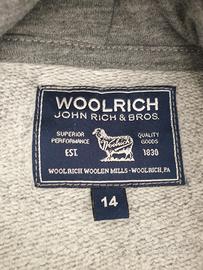 WOOLRICH
JOHN RICH & BROS.
SUPERIOR PERFORMANCE
QUALITY GOODS
Woolrich
EST. 1830
WOOLRICH WOOLEN MILLS - WOOLRICH, PA
14